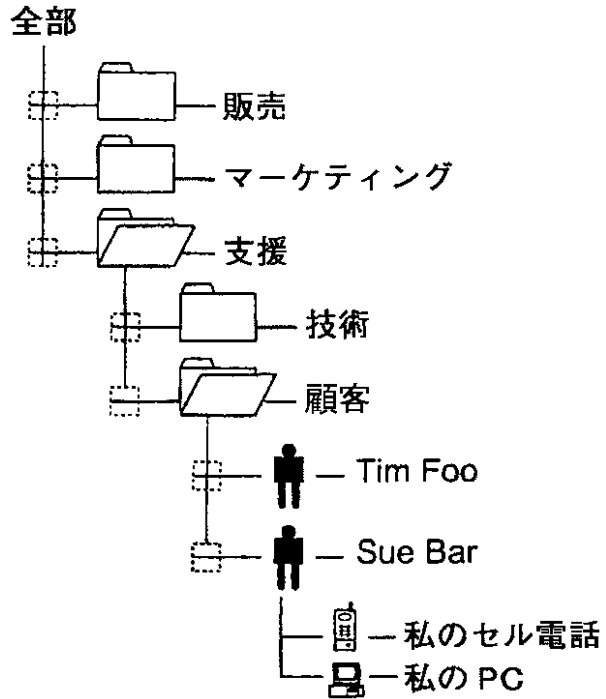 全部
販売
マーケティング
支援
技術
顧客
Tim Foo
Sue Bar
私のセル電話
私の PC